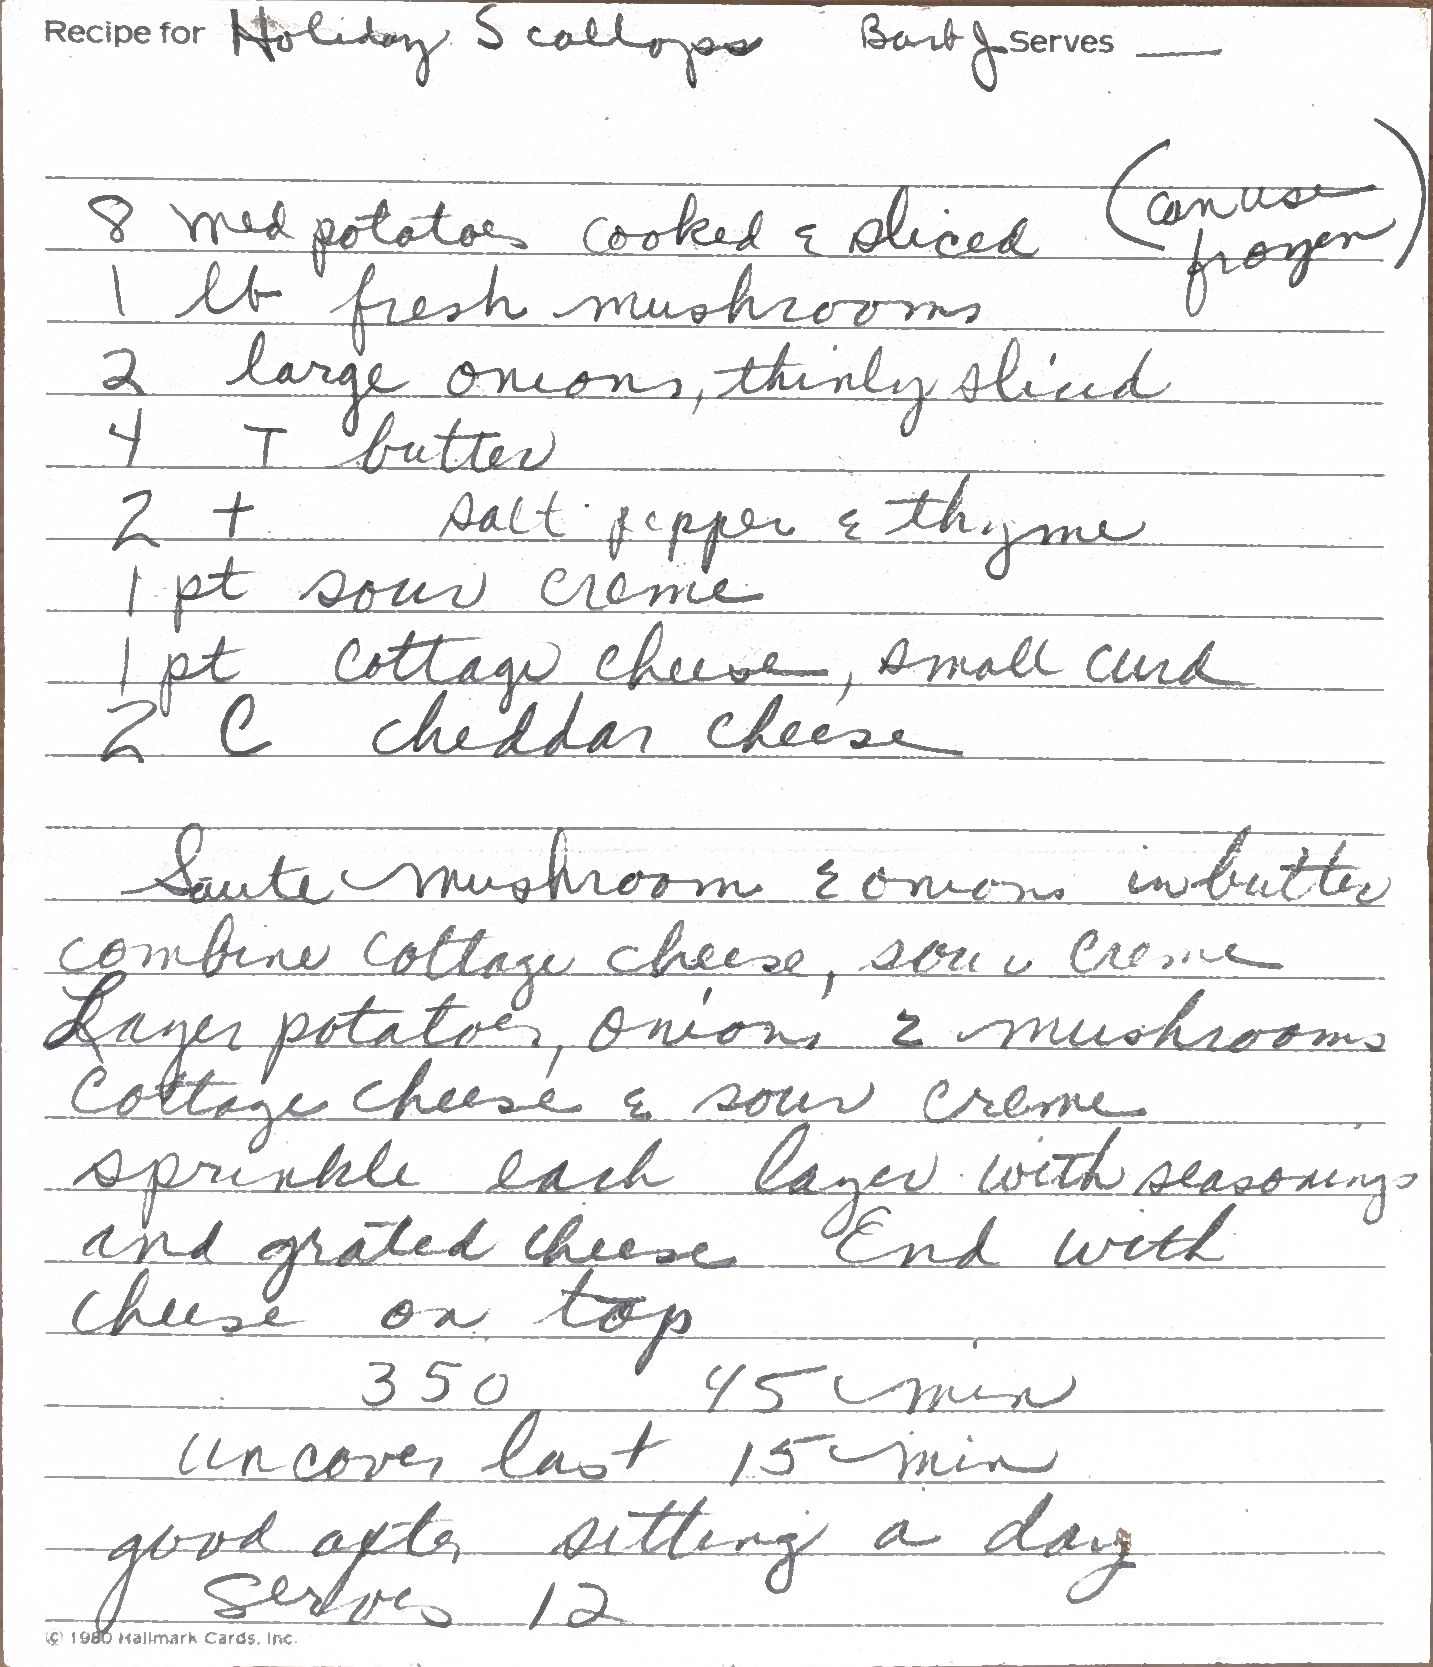 Recipe for Holiday Scallops Barb J Serves
8 med potatoes cooked & sliced (can use
frozen)
1 lb fresh mushrooms
2 large onions, thinly sliced
4 T butter
2 t salt pepper & thyme
1 pt sour creme
1 pt cottage cheese, small curd
2 C cheddar cheese
Saute mushroom & onions in butter
combine cottage cheese, sour creme
Layer potatoes, onions & mushrooms
Cottage cheese & sour creme
sprinkle each layer with seasonings
and grated cheese End with
cheese on top
350 45 min
uncover last 15 min
good after sitting a day
Serves 12
© 1980 Hallmark Cards, Inc.